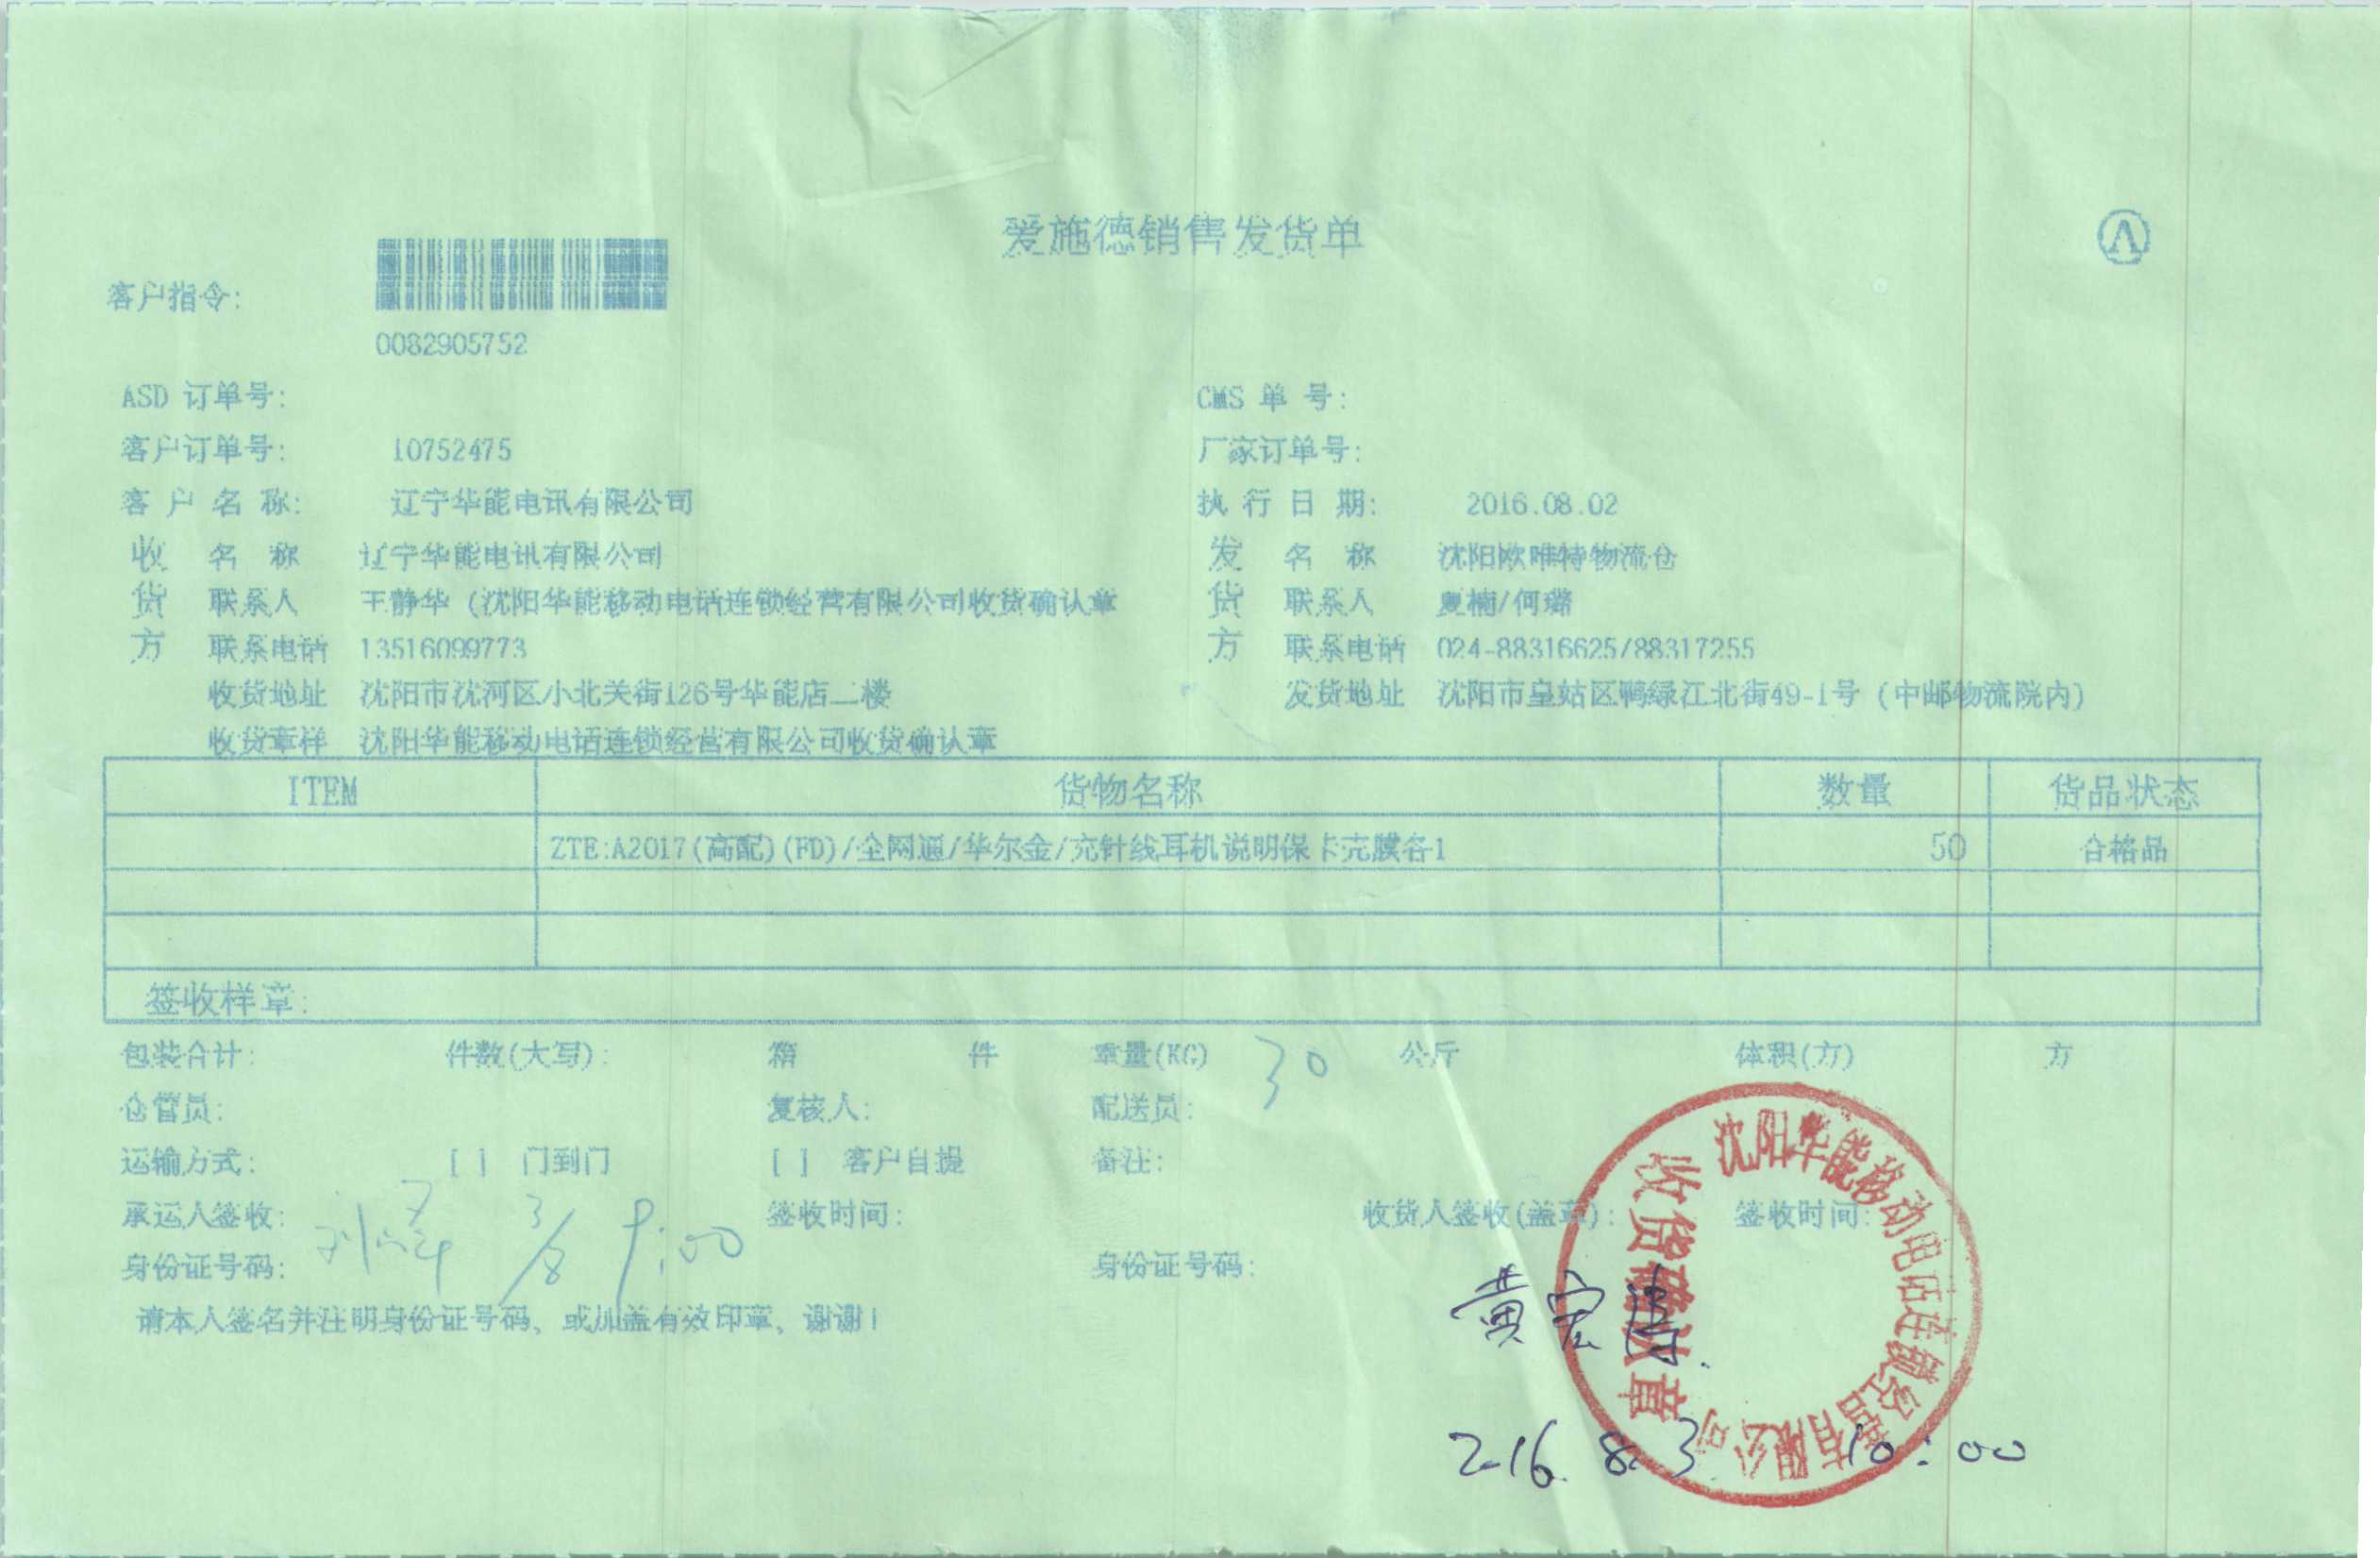 爱施德销售发货单
客户指令:
0082905752
ASD 订单号: CMS 单 号:
客户订单号: 10752475 厂家订单号:
客 户 名 称: 辽宁华能电讯有限公司 执 行 日 期: 2016.08.02
收 名 称 辽宁华能电讯有限公司 发 名 称 沈阳欧唯特物流仓
货 联系人 王静华 (沈阳华能移动电话连锁经营有限公司收货确认章 货 联系人 夏楠/何璐
方 联系电话 13516099773 方 联系电话 024-88316625/88317255
收货地址 沈阳市沈河区小北关街126号华能店二楼 发货地址 沈阳市皇姑区鸭绿江北街49-1号 (中邮物流院内)
收货章样 沈阳华能移动电话连锁经营有限公司收货确认章
ITEM 货物名称 数量 货品状态
ZTE:A2017(高配)(FD)/全网通/华尔金/充针线耳机说明保卡壳膜各1 50 合格品
签收样章:
包装合计: 件数(大写): 箱 件 重量(KG) 30 公斤 体积(方) 方
仓管员: 复核人: 配送员:
运输方式: [ ] 门到门 [ ] 客户自提 备注:
承运人签收: 3/8 9:00 签收时间: 收货人签收(盖章): 签收时间:
身份证号码: 身份证号码:
请本人签名并注明身份证号码、或加盖有效印章、谢谢!
沈阳华能移动电话连锁经营有限公司
收货确认章
黄宏
2016.8.3 10:00